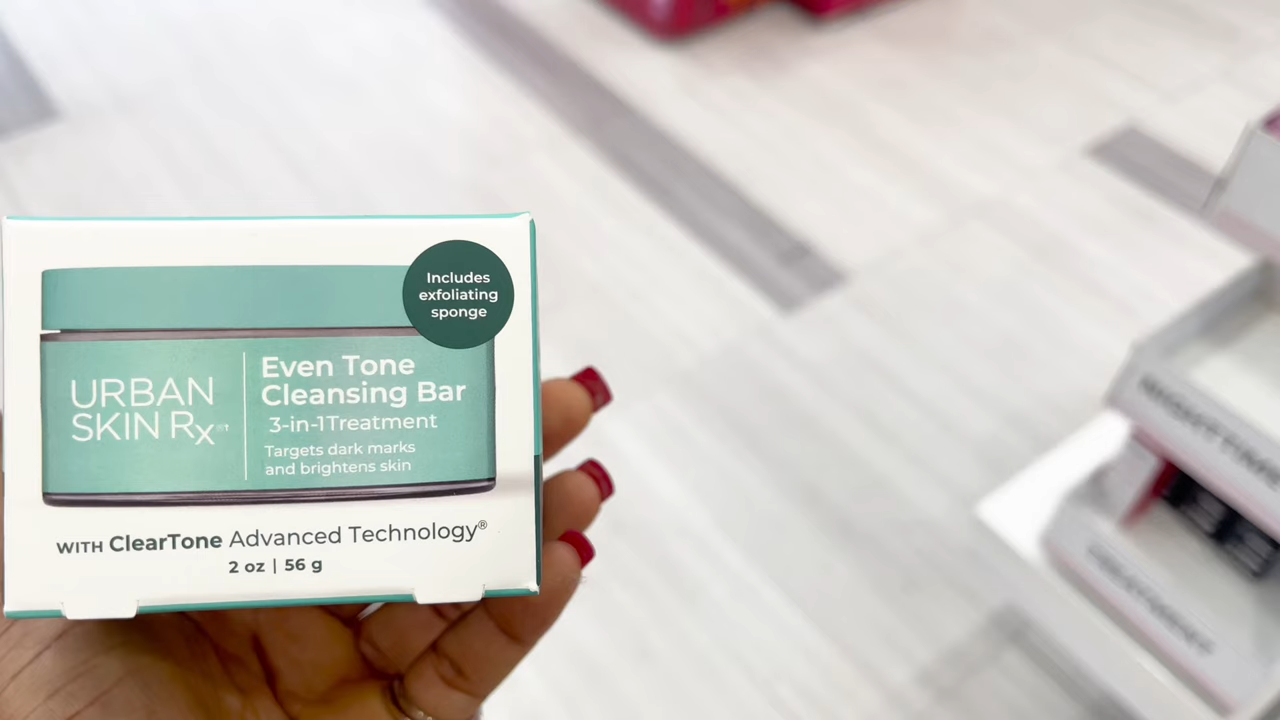 Includes
exfoliating
sponge
URBAN
SKIN Rx
Even Tone
Cleansing Bar
3-in-1Treatment
Targets dark marks
and brightens skin
WITH ClearTone Advanced Technology®
2 oz | 56 g